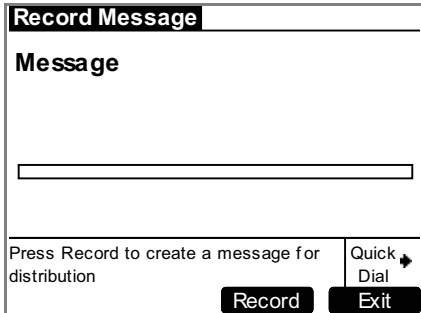 Record Message
Message
Press Record to create a message for
distribution
Quick
Dial
Record
Exit